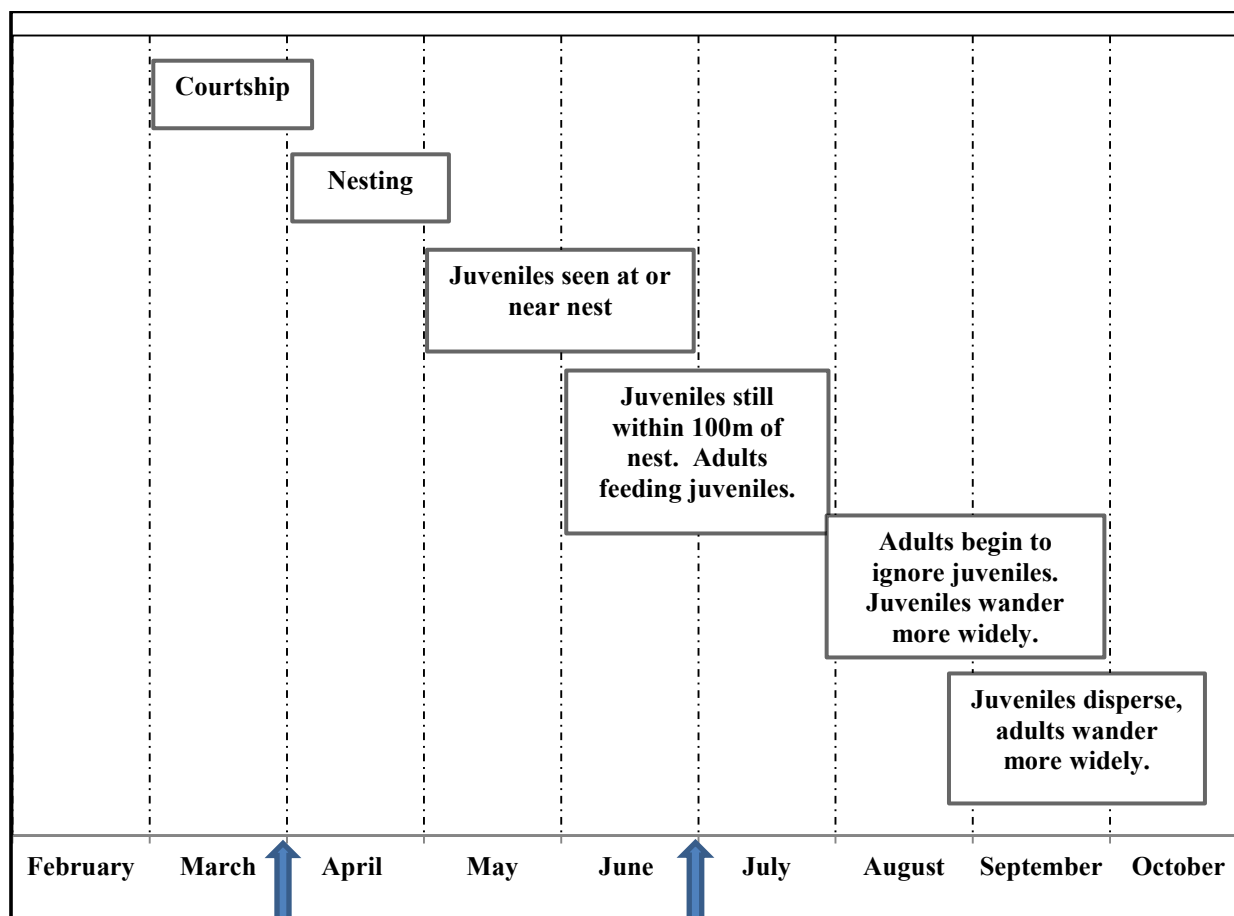 Courtship
Nesting
Juveniles seen at or
near nest
Juveniles still
within 100m of
nest.  Adults
feeding juveniles.
Adults begin to
ignore juveniles.
Juveniles wander
more widely.
Juveniles disperse,
adults wander
more widely.
February March April May June July August September October